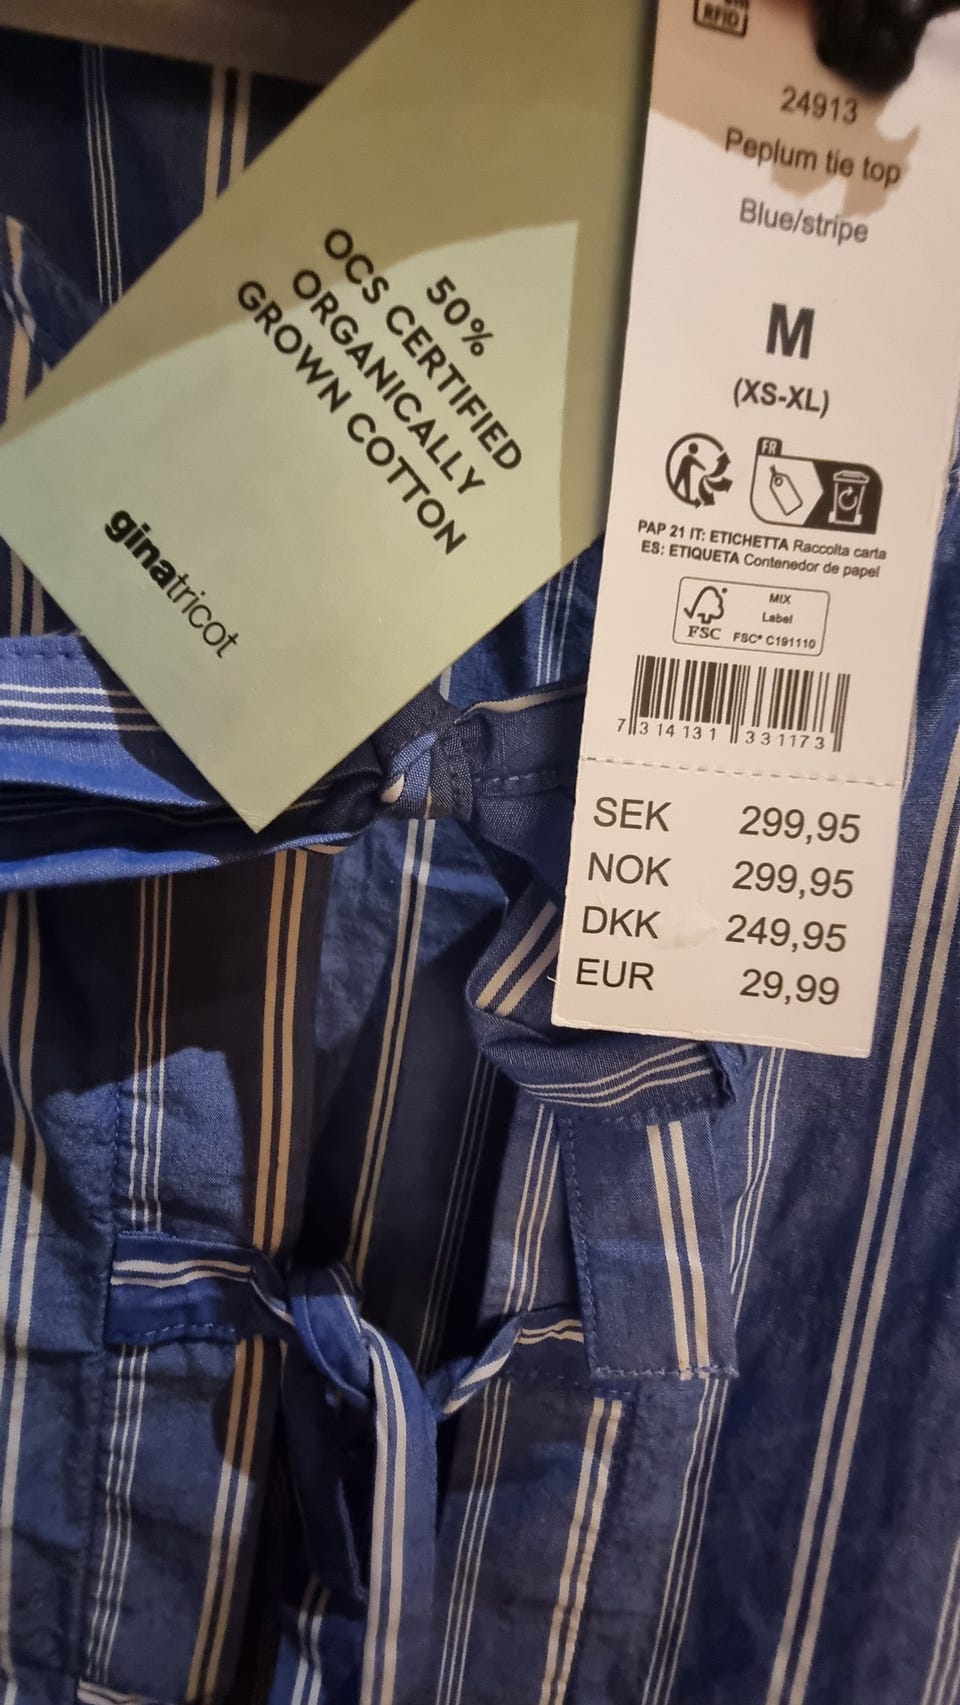 50%
OCS CERTIFIED
ORGANICALLY
GROWN COTTON
ginatricot
RFID
24913
Peplum tie top
Blue/stripe
M
(XS-XL)
FR
PAP 21 IT: ETICHETTA Raccolta carta
ES: ETIQUETA Contenedor de papel
MIX
Label
FSC FSC® C191110
7 314131 331173
SEK 299,95
NOK 299,95
DKK 249,95
EUR 29,99